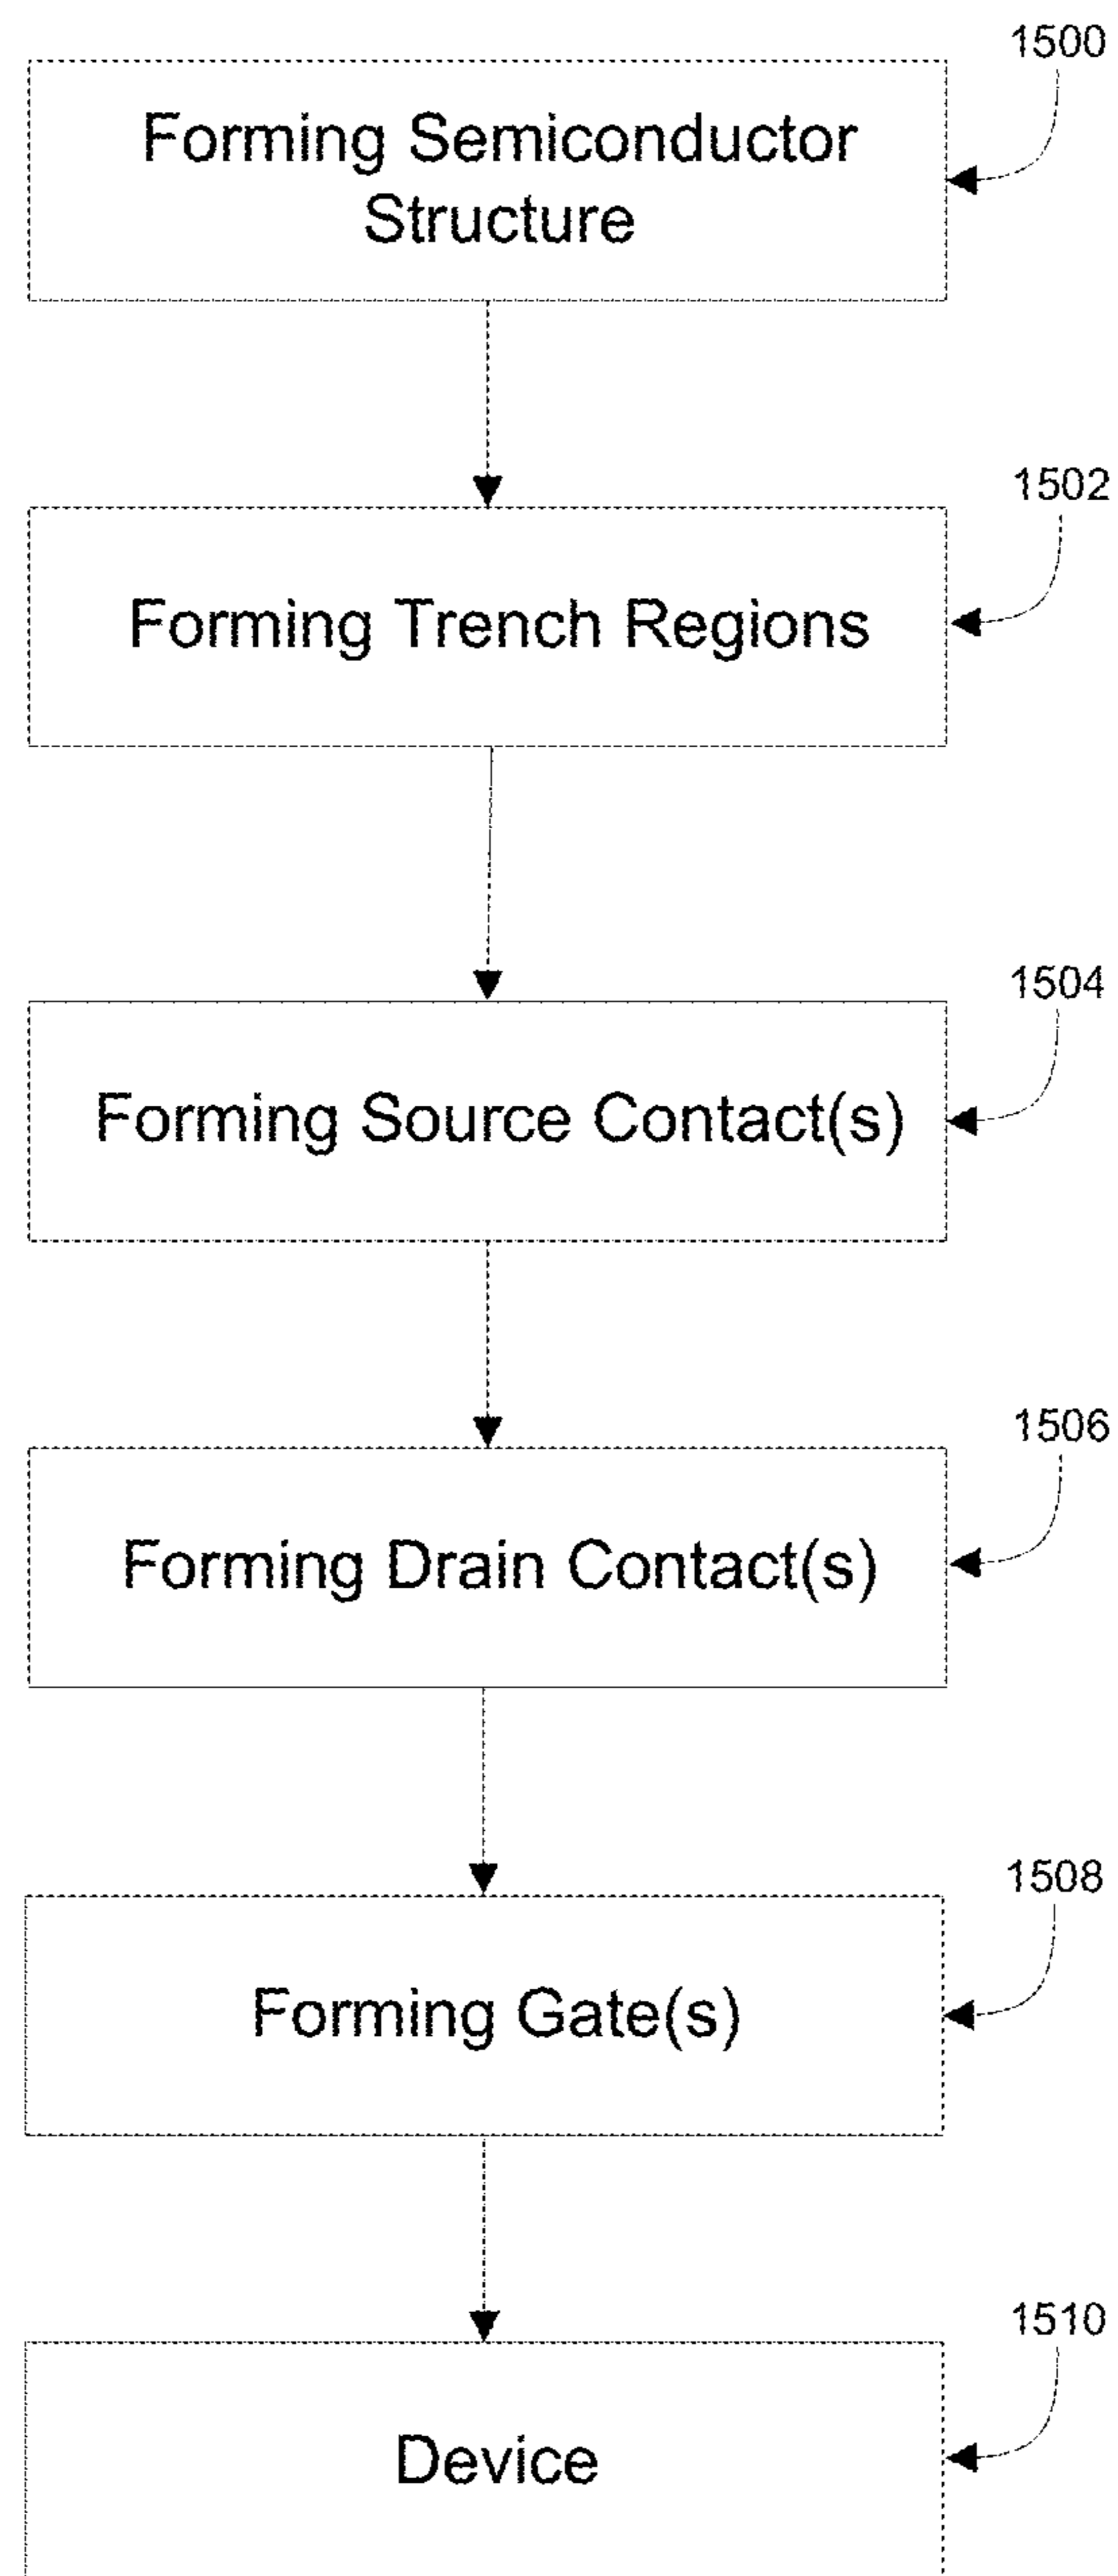 1500
Forming Semiconductor
Structure
1502
Forming Trench Regions
1504
Forming Source Contact(s)
1506
Forming Drain Contact(s)
1508
Forming Gate(s)
1510
Device